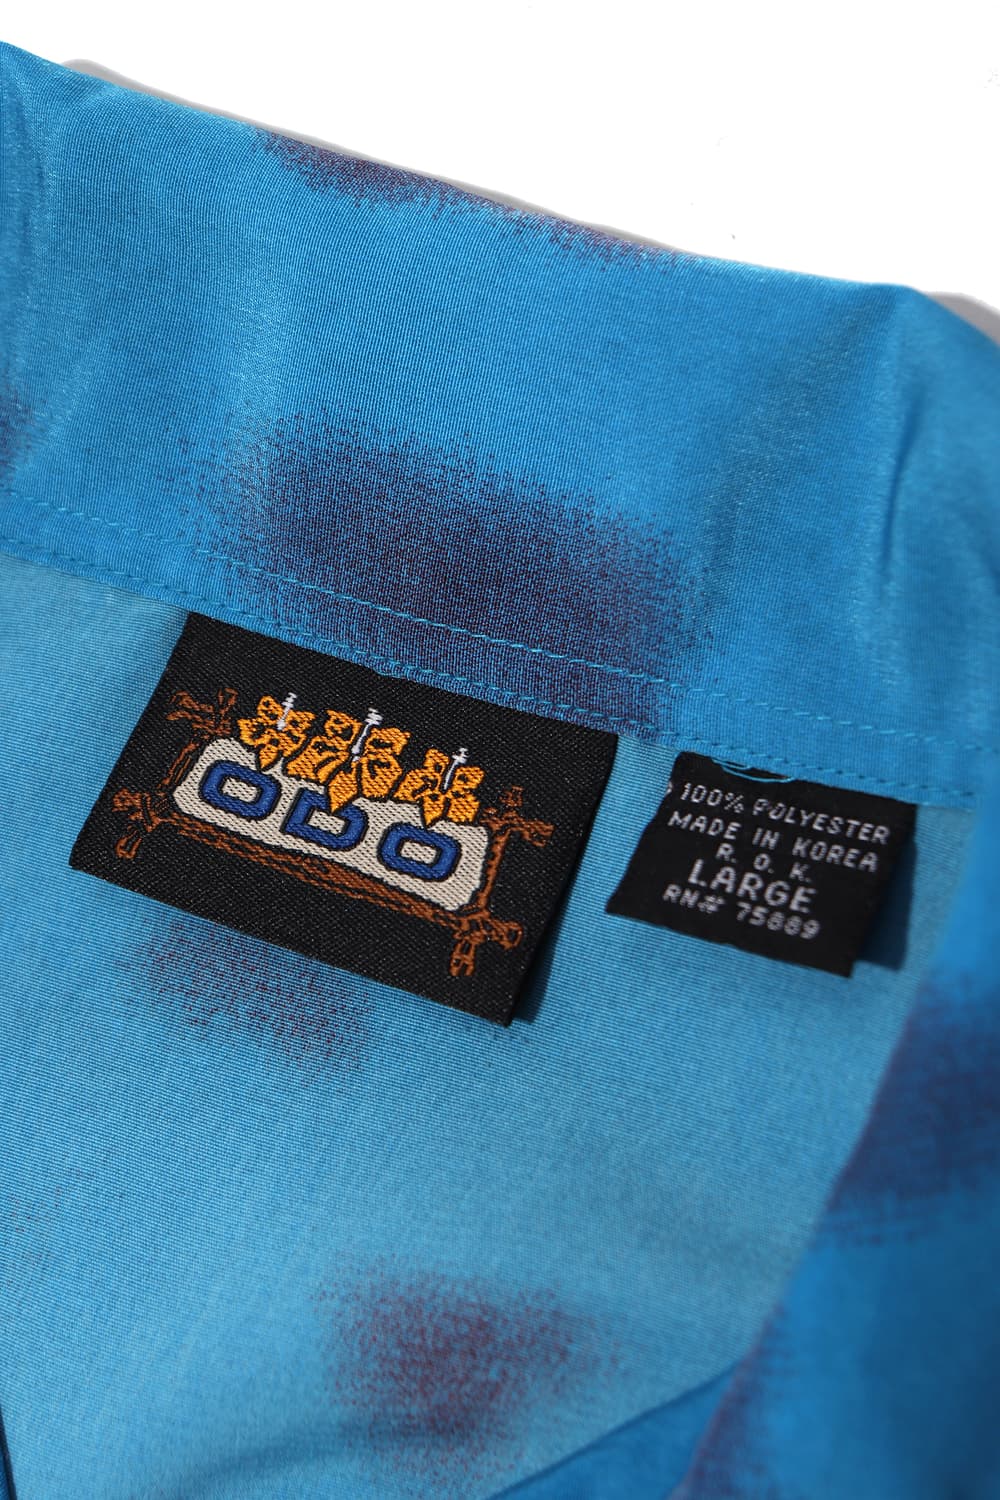 ODO
100% POLYESTER
MADE IN KOREA
R. O. K.
LARGE
RN# 75889